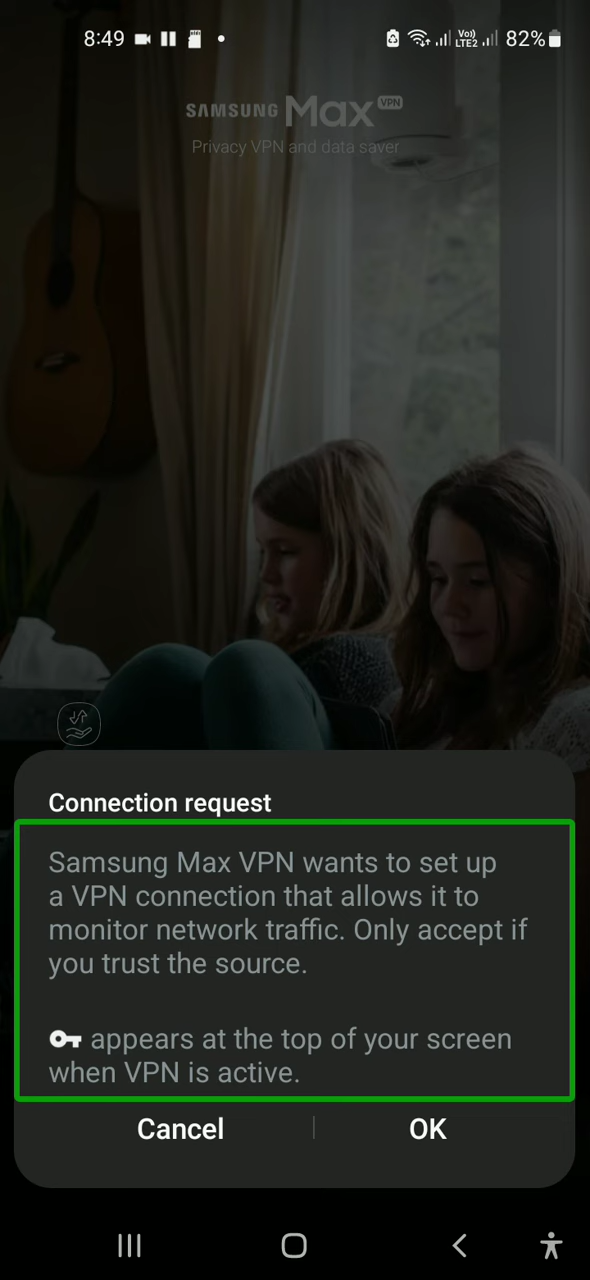 8:49
Vo)) LTE2 82%
SAMSUNG Max VPN
Privacy VPN and data saver
Connection request
Samsung Max VPN wants to set up
a VPN connection that allows it to
monitor network traffic. Only accept if
you trust the source.
appears at the top of your screen
when VPN is active.
Cancel
OK